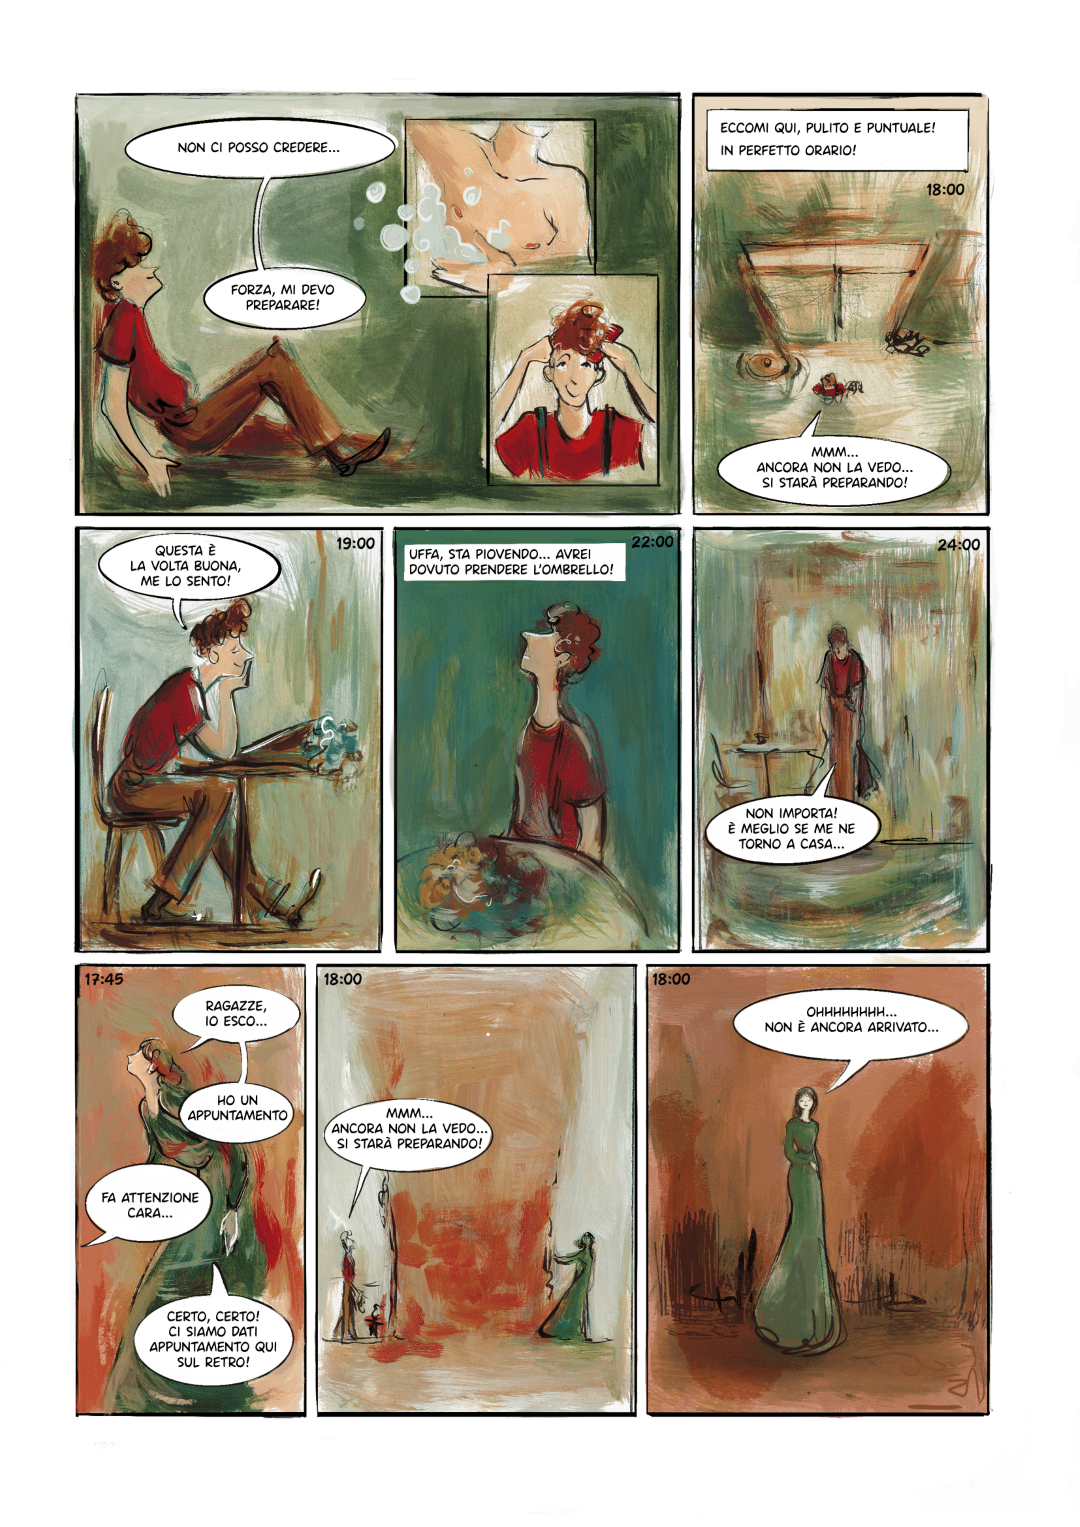 NON CI POSSO CREDERE...
FORZA, MI DEVO
PREPARARE!
ECCOMI QUI, PULITO E PUNTUALE!
IN PERFETTO ORARIO!
18:00
MMM...
ANCORA NON LA VEDO...
SI STARÀ PREPARANDO!
19:00
QUESTA È
LA VOLTA BUONA,
ME LO SENTO!
22:00
UFFA, STA PIOVENDO... AVREI
DOVUTO PRENDERE L'OMBRELLO!
24:00
NON IMPORTA!
È MEGLIO SE ME NE
TORNO A CASA...
17:45
RAGAZZE,
IO ESCO...
HO UN
APPUNTAMENTO
FA ATTENZIONE
CARA...
CERTO, CERTO!
CI SIAMO DATI
APPUNTAMENTO QUI
SUL RETRO!
18:00
MMM...
ANCORA NON LA VEDO...
SI STARÀ PREPARANDO!
18:00
OHHHHHHHH...
NON È ANCORA ARRIVATO...